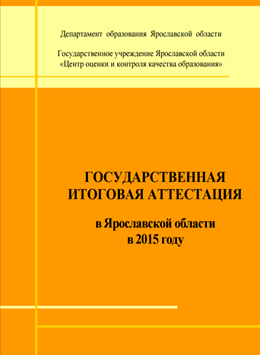 Департамент образования Ярославской области
Государственное учреждение Ярославской области
«Центр оценки и контроля качества образования»
ГОСУДАРСТВЕННАЯ
ИТОГОВАЯ АТТЕСТАЦИЯ
в Ярославской области
в 2015 году